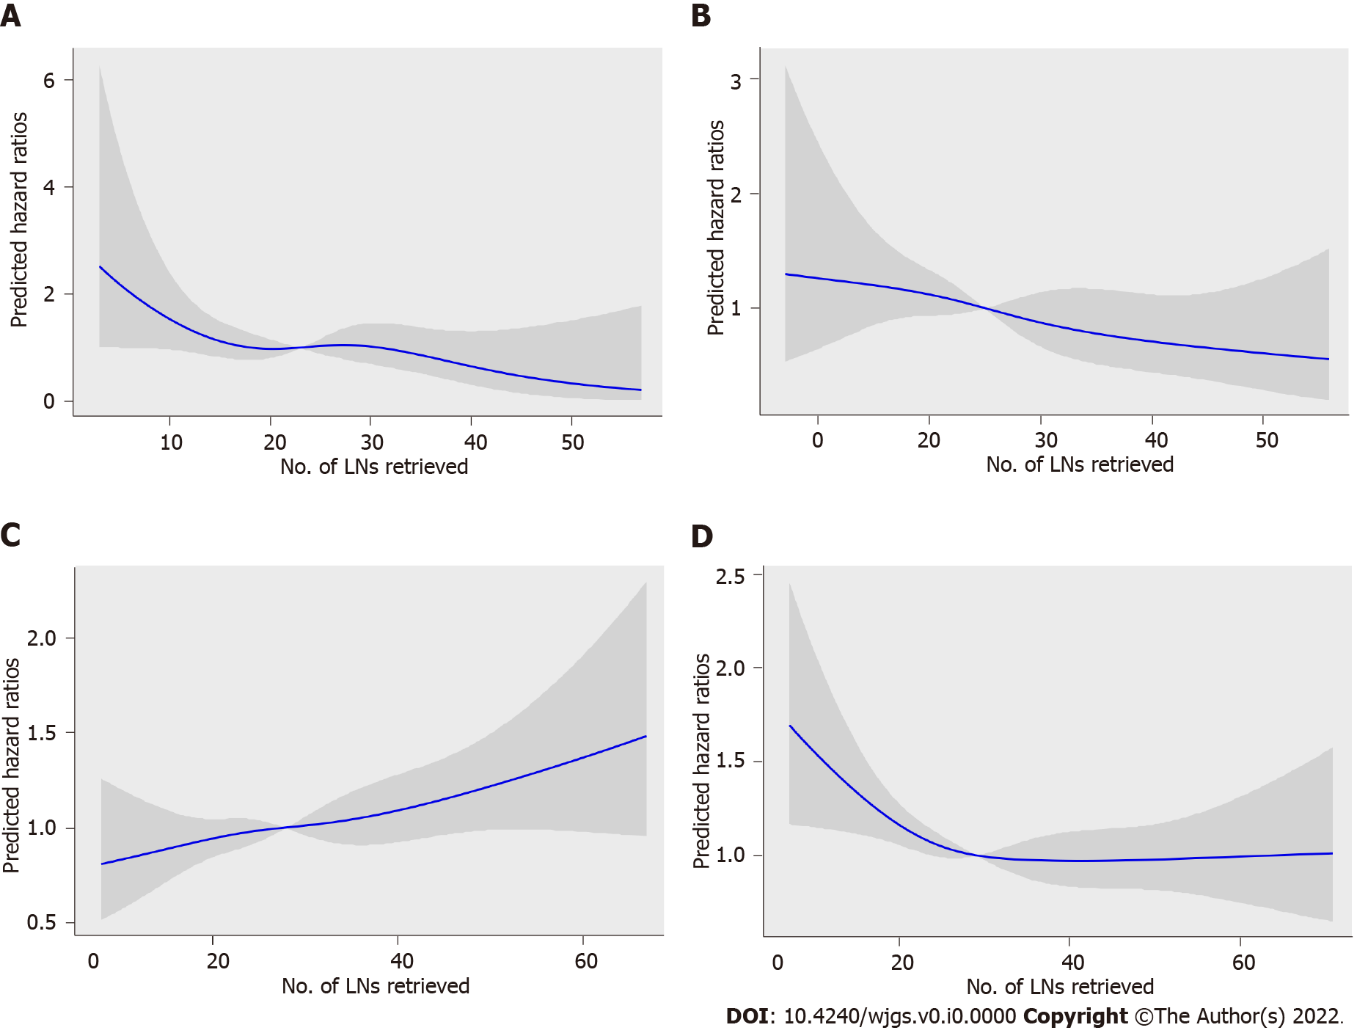 A
6
4
2
0
Predicted hazard ratios
10 20 30 40 50
No. of LNs retrieved
B
3
2
1
Predicted hazard ratios
0 20 30 40 50
No. of LNs retrieved
C
2.0
1.5
1.0
0.5
Predicted hazard ratios
0 20 40 60
No. of LNs retrieved
D
2.5
2.0
1.5
1.0
Predicted hazard ratios
0 20 40 60
No. of LNs retrieved
DOI: 10.4240/wjgs.v0.i0.0000 Copyright ©The Author(s) 2022.